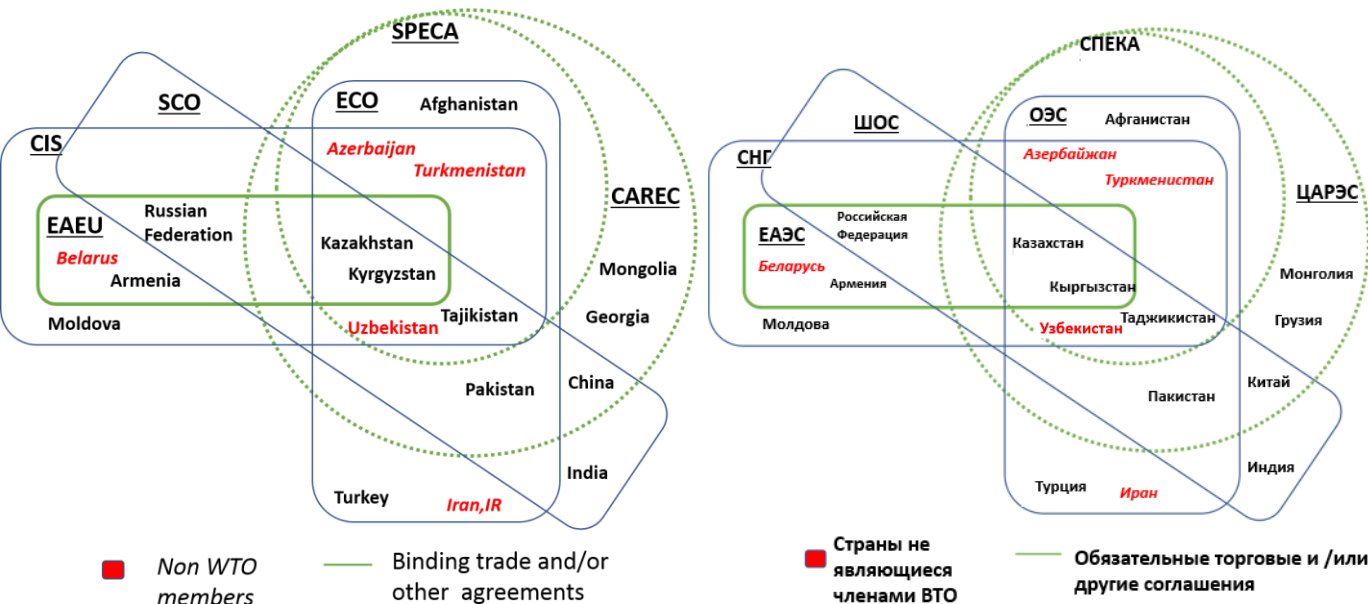 SPECA
SCO
ECO
Afghanistan
CIS
Azerbaijan
Turkmenistan
CAREC
EAEU
Russian
Federation
Belarus
Armenia
Kazakhstan
Kyrgyzstan
Mongolia
Moldova
Uzbekistan
Tajikistan
Georgia
Pakistan
China
India
Turkey
Iran,IR
Non WTO
members
Binding trade and/or
other agreements
СПЕКА
ШОС
ОЭС
Афганистан
СНГ
Азербайжан
Туркменистан
ЦАРЭС
ЕАЭС
Российская
Федерация
Беларусь
Армения
Казахстан
Кыргызстан
Монголия
Молдова
Узбекистан
Таджикистан
Грузия
Пакистан
Китай
Индия
Турция
Иран
Страны не
являющиеся
членами ВТО
Обязательные торговые и /или
другие соглашения